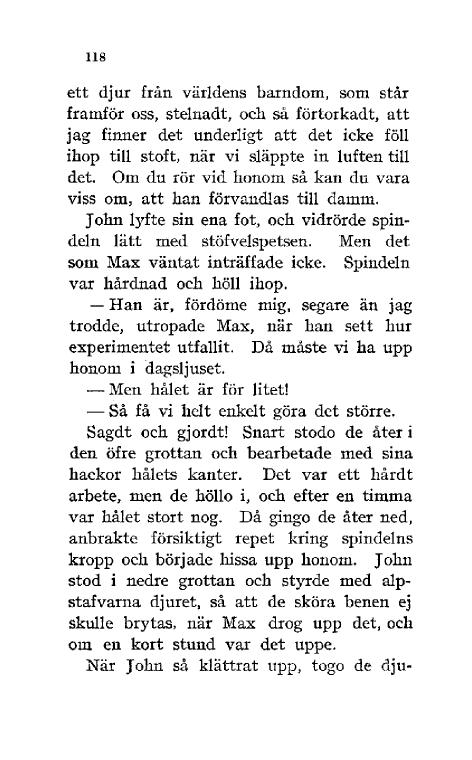 118
ett djur från världens barndom, som står
framför oss, stelnadt, och så förtorkadt, att
jag finner det underligt att det icke föll
ihop till stoft, när vi släppte in luften till
det. Om du rör vid honom så kan du vara
viss om, att han förvandlas till damm.
John lyfte sin ena fot, och vidrörde spin-
deln lätt med stöfvelspetsen. Men det
som Max väntat inträffade icke. Spindeln
var hårdnad och höll ihop.
— Han är, fördöme mig, segare än jag
trodde, utropade Max, när han sett hur
experimentet utfallit. Då måste vi ha upp
honom i dagsljuset.
— Men hålet är för litet!
— Så få vi helt enkelt göra det större.
Sagdt och gjordt! Snart stodo de åter i
den öfre grottan och bearbetade med sina
hackor hålets kanter. Det var ett hårdt
arbete, men de höllo i, och efter en timma
var hålet stort nog. Då gingo de åter ned,
anbrakte försiktigt repet kring spindelns
kropp och började hissa upp honom. John
stod i nedre grottan och styrde med alp-
stafvarna djuret, så att de sköra benen ej
skulle brytas, när Max drog upp det, och
om en kort stund var det uppe.
När John så klättrat upp, togo de dju-